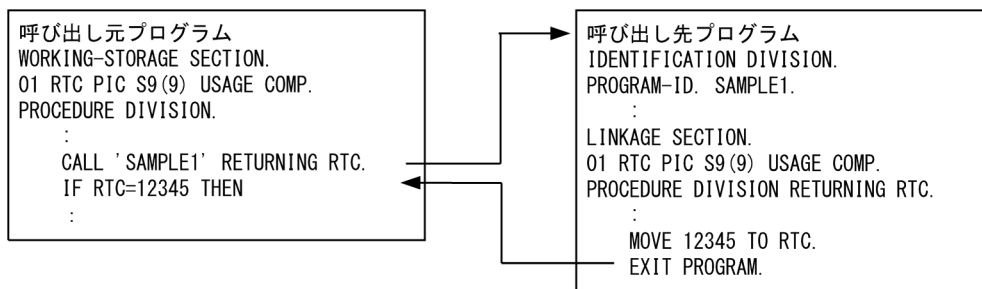 呼び出し元プログラム
WORKING-STORAGE SECTION.
01 RTC PIC S9(9) USAGE COMP.
PROCEDURE DIVISION.
:
CALL 'SAMPLE1' RETURNING RTC.
IF RTC=12345 THEN
:
呼び出し先プログラム
IDENTIFICATION DIVISION.
PROGRAM-ID. SAMPLE1.
:
LINKAGE SECTION.
01 RTC PIC S9(9) USAGE COMP.
PROCEDURE DIVISION RETURNING RTC.
:
MOVE 12345 TO RTC.
EXIT PROGRAM.